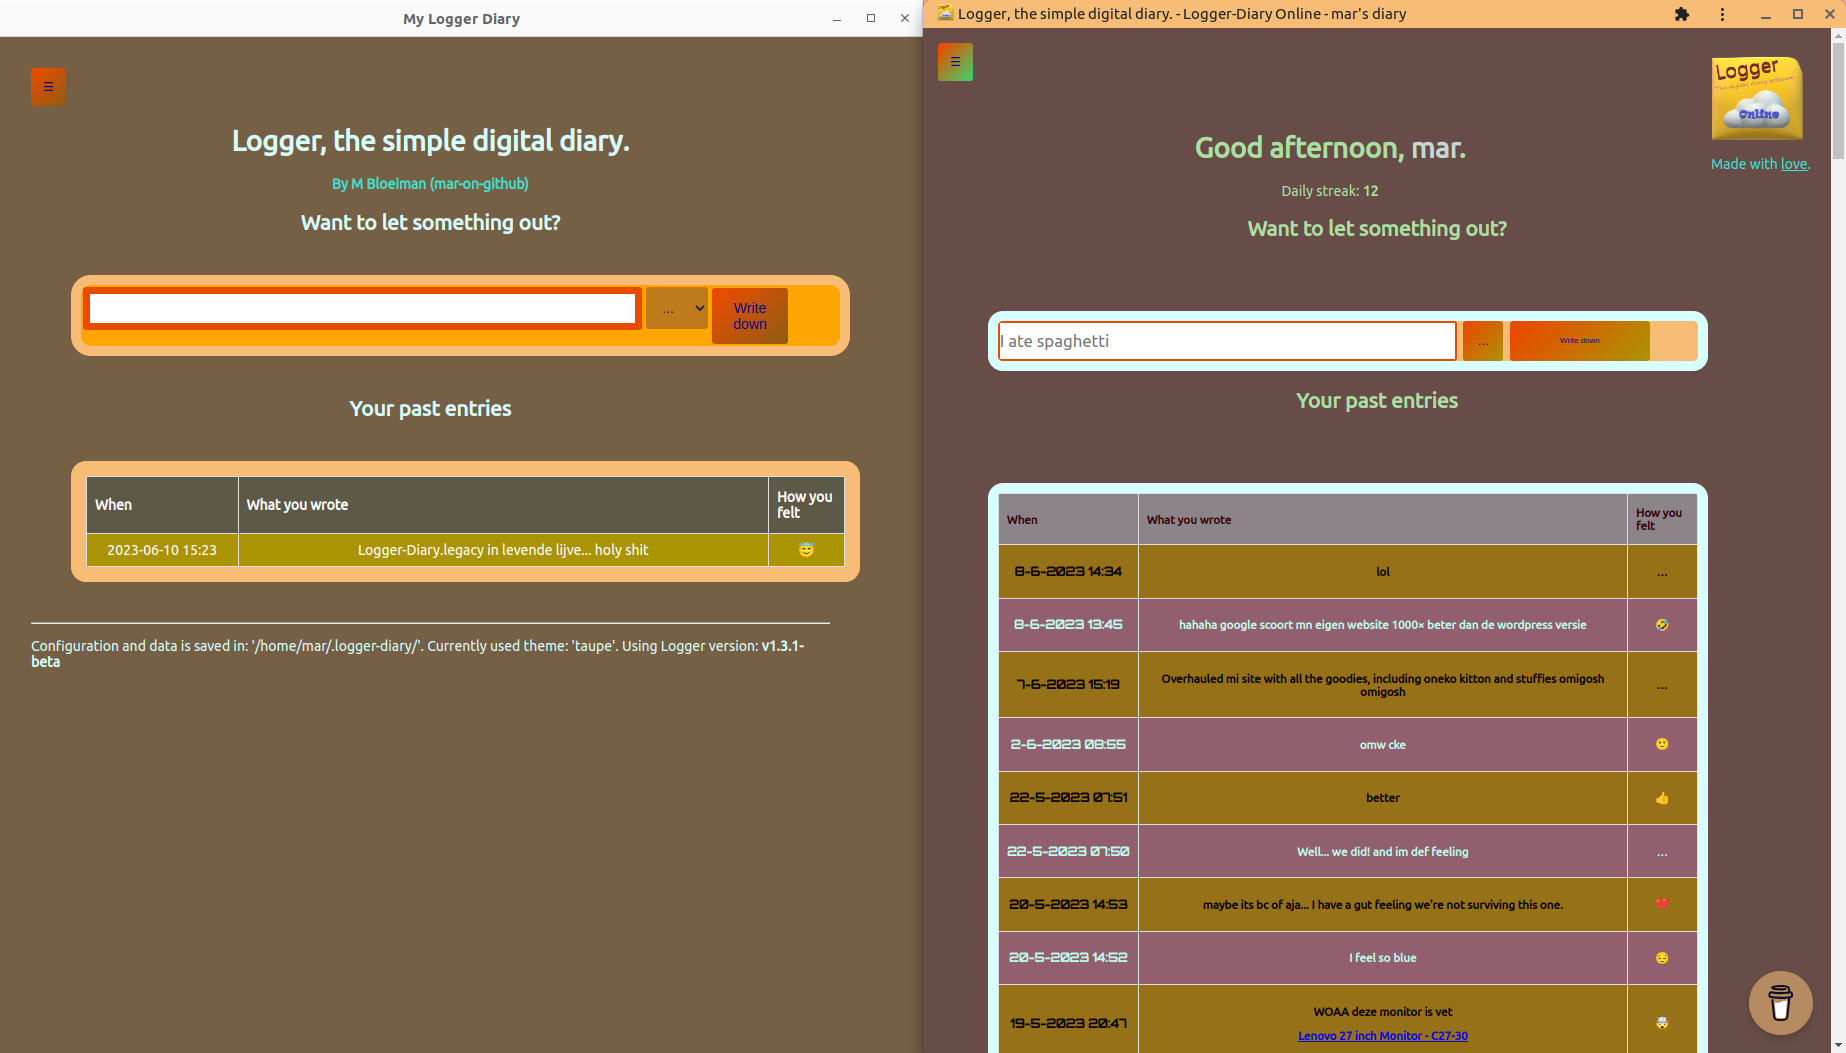 My Logger Diary
☰
Logger, the simple digital diary.
By M Bloeiman (mar-on-github)
Want to let something out?
...
Write
down
Your past entries
When What you wrote How you
felt
2023-06-10 15:23 Logger-Diary.legacy in levende lijve... holy shit 😇
Configuration and data is saved in: '/home/mar/.logger-diary/'. Currently used theme: 'taupe'. Using Logger version: v1.3.1-
beta
Logger, the simple digital diary. - Logger-Diary Online - mar's diary
☰
Logger
The digital diary software
Online
Made with love.
Good afternoon, mar.
Daily streak: 12
Want to let something out?
I ate spaghetti ... Write down
Your past entries
When What you wrote How you
felt
8-6-2023 14:34 lol ...
8-6-2023 13:45 hahaha google scoort mn eigen website 1000× beter dan de wordpress versie 🤣
7-6-2023 15:19 Overhauled mi site with all the goodies, including oneko kitton and stuffies omigosh
omigosh ...
2-6-2023 08:55 omw cke 🙂
22-5-2023 07:51 better 👍
22-5-2023 07:50 Well... we did! and im def feeling ...
20-5-2023 14:53 maybe its bc of aja... I have a gut feeling we're not surviving this one. 💔
20-5-2023 14:52 I feel so blue 😔
19-5-2023 20:47 WOAA deze monitor is vet 🤯
Lenovo 27 inch Monitor - C27-30